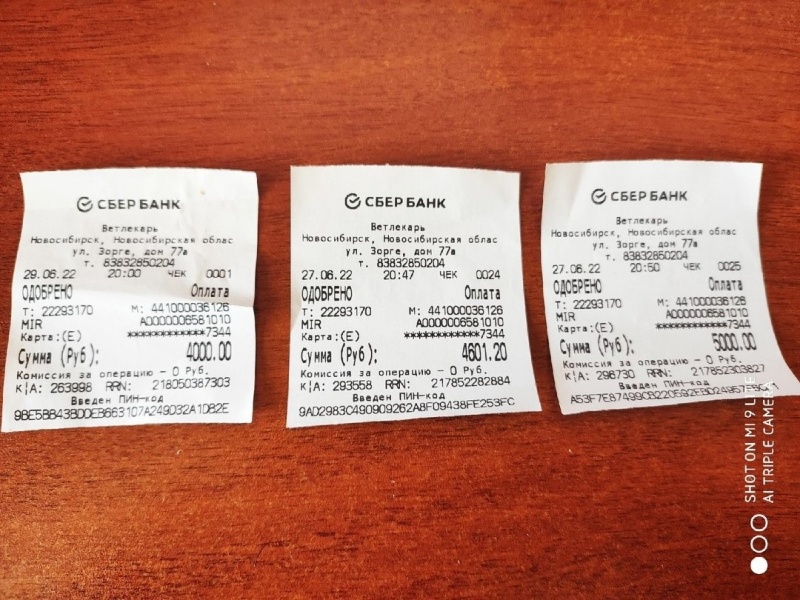 СБЕР БАНК
Ветлекарь
Новосибирск, Новосибирская облас
ул. Зорге, дом 77а
т. 83832850204
29.06.22 20:00 ЧЕК 0001
ОДОБРЕНО Оплата
Т: 22293170 М: 441000036126
MIR A0000006581010
Карта:(E) ************7344
Сумма (Руб): 4000.00
Комиссия за операцию – 0 Руб.
К/А: 263998 RRN: 218050387303
Введен ПИН-код
СБЕР БАНК
Ветлекарь
Новосибирск, Новосибирская облас
ул. Зорге, дом 77а
т. 83832850204
27.06.22 20:47 ЧЕК 0024
ОДОБРЕНО Оплата
Т: 22293170 М: 441000036126
MIR A0000006581010
Карта:(E) ************7344
Сумма (Руб): 4601.20
Комиссия за операцию – 0 Руб.
К/А: 293558 RRN: 217852282884
Введен ПИН-код
9AD2983C490909262A8F09438FE253FC
СБЕР БАНК
Ветлекарь
Новосибирск, Новосибирская облас
ул. Зорге, дом 77а
т. 83832850204
27.06.22 20:50 ЧЕК 0025
ОДОБРЕНО Оплата
Т: 22293170 М: 441000036126
MIR A0000006581010
Карта:(E) ************7344
Сумма (Руб): 5000.00
Комиссия за операцию – 0 Руб.
К/А: 296730 RRN: 217852303827
Введен ПИН-код
SHOT ON MI 9 LITE
AI TRIPLE CAMERA